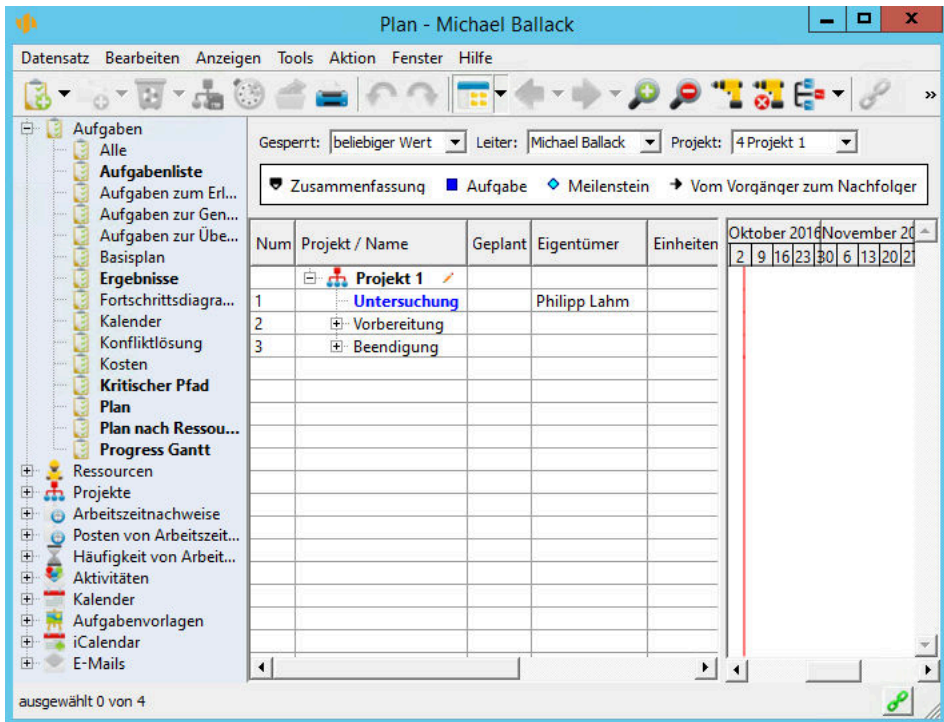 Plan - Michael Ballack
Datensatz Bearbeiten Anzeigen Tools Aktion Fenster Hilfe
»
Aufgaben
Alle
Aufgabenliste
Aufgaben zum Erl...
Aufgaben zur Gen...
Aufgaben zur Übe...
Basisplan
Ergebnisse
Fortschrittsdiagra...
Kalender
Konfliktlösung
Kosten
Kritischer Pfad
Plan
Plan nach Ressou...
Progress Gantt
Ressourcen
Projekte
Arbeitszeitnachweise
Posten von Arbeitszeit...
Häufigkeit von Arbeit...
Aktivitäten
Kalender
Aufgabenvorlagen
iCalendar
E-Mails
Gesperrt: beliebiger Wert Leiter: Michael Ballack Projekt: 4 Projekt 1
Zusammenfassung Aufgabe Meilenstein Vom Vorgänger zum Nachfolger
Num Projekt / Name Geplant Eigentümer Einheiten
Oktober 2016 November 20
2 9 16 23 30 6 13 20 27
Projekt 1
1 Untersuchung Philipp Lahm
2 Vorbereitung
3 Beendigung
ausgewählt 0 von 4